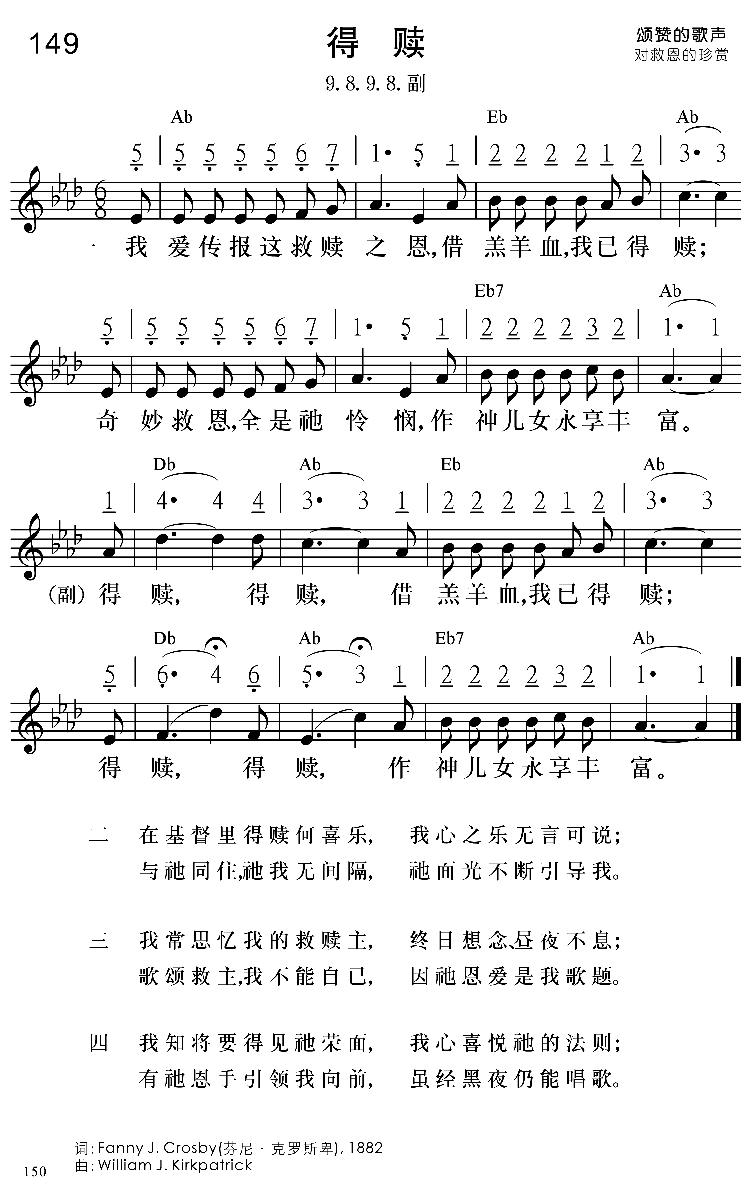 149
得 赎
颂赞的歌声
对救恩的珍赏
9. 8. 9. 8. 副
Ab Eb Ab
5 | 5 5 5 5 6 7 | 1· 5 1 | 2 2 2 2 1 2 | 3· 3
6 8
· 我 爱传报这救赎 之 恩,借 羔羊血,我已得 赎;
Eb7 Ab
5 | 5 5 5 5 6 7 | 1· 5 1 | 2 2 2 2 3 2 | 1· 1
奇 妙救恩,全是祂 怜 悯,作 神儿女永享丰 富。
Db Ab Eb Ab
1 | 4· 4 4 | 3· 3 1 | 2 2 2 2 1 2 | 3· 3
(副) 得 赎, 得 赎, 借 羔羊血,我已得 赎;
Db Ab Eb7 Ab
5 | 6· 4 6 | 5· 3 1 | 2 2 2 2 3 2 | 1· 1
得 赎, 得 赎, 作 神儿女永享丰 富。
二 在基督里得赎何喜乐, 我心之乐无言可说;
与祂同住,祂我无间隔, 祂面光不断引导我。
三 我常思忆我的救赎主, 终日想念、昼夜不息;
歌颂救主,我不能自已, 因祂恩爱是我歌题。
四 我知将要得见祂荣面, 我心喜悦祂的法则;
有祂恩手引领我向前, 虽经黑夜仍能唱歌。
词: Fanny J. Crosby(芬尼·克罗斯卑), 1882
曲: William J. Kirkpatrick
150